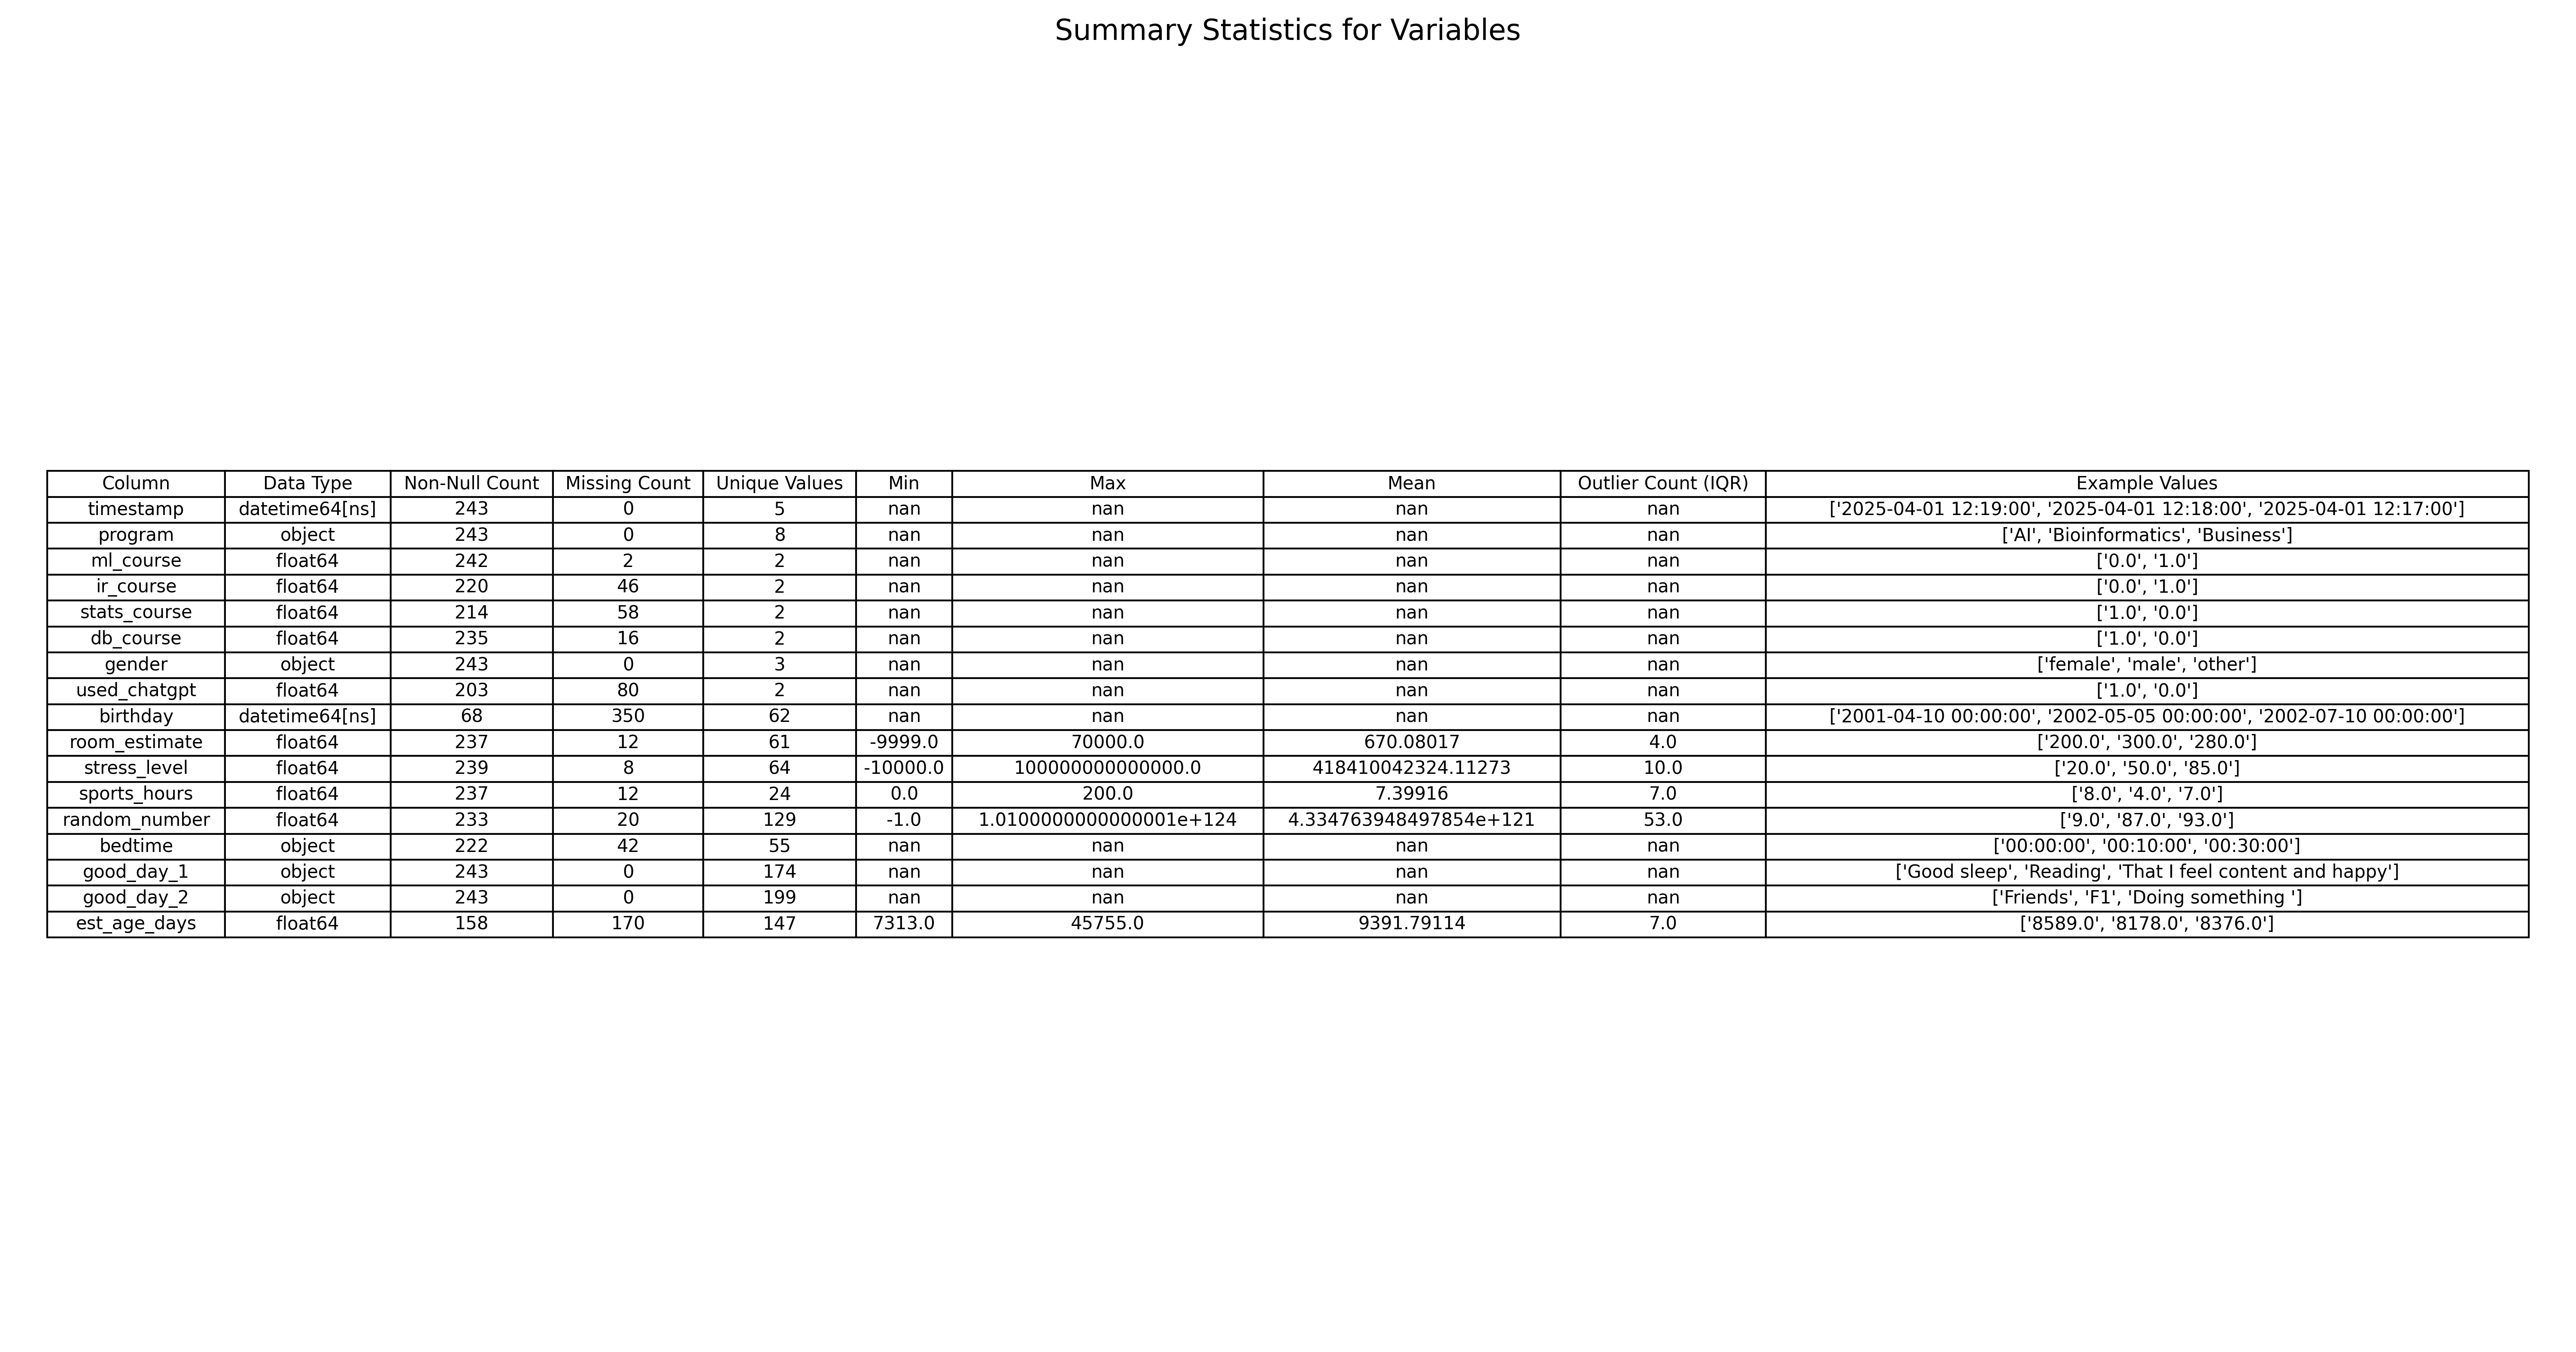 Summary Statistics for Variables
Column Data Type Non-Null Count Missing Count Unique Values Min Max Mean Outlier Count (IQR) Example Values
timestamp datetime64[ns] 243 0 5 nan nan nan nan ['2025-04-01 12:19:00', '2025-04-01 12:18:00', '2025-04-01 12:17:00']
program object 243 0 8 nan nan nan nan ['AI', 'Bioinformatics', 'Business']
ml_course float64 242 2 2 nan nan nan nan ['0.0', '1.0']
ir_course float64 220 46 2 nan nan nan nan ['0.0', '1.0']
stats_course float64 214 58 2 nan nan nan nan ['1.0', '0.0']
db_course float64 235 16 2 nan nan nan nan ['1.0', '0.0']
gender object 243 0 3 nan nan nan nan ['female', 'male', 'other']
used_chatgpt float64 203 80 2 nan nan nan nan ['1.0', '0.0']
birthday datetime64[ns] 68 350 62 nan nan nan nan ['2001-04-10 00:00:00', '2002-05-05 00:00:00', '2002-07-10 00:00:00']
room_estimate float64 237 12 61 -9999.0 70000.0 670.08017 4.0 ['200.0', '300.0', '280.0']
stress_level float64 239 8 64 -10000.0 100000000000000.0 418410042324.11273 10.0 ['20.0', '50.0', '85.0']
sports_hours float64 237 12 24 0.0 200.0 7.39916 7.0 ['8.0', '4.0', '7.0']
random_number float64 233 20 129 -1.0 1.0100000000000001e+124 4.334763948497854e+121 53.0 ['9.0', '87.0', '93.0']
bedtime object 222 42 55 nan nan nan nan ['00:00:00', '00:10:00', '00:30:00']
good_day_1 object 243 0 174 nan nan nan nan ['Good sleep', 'Reading', 'That I feel content and happy']
good_day_2 object 243 0 199 nan nan nan nan ['Friends', 'F1', 'Doing something ']
est_age_days float64 158 170 147 7313.0 45755.0 9391.79114 7.0 ['8589.0', '8178.0', '8376.0']